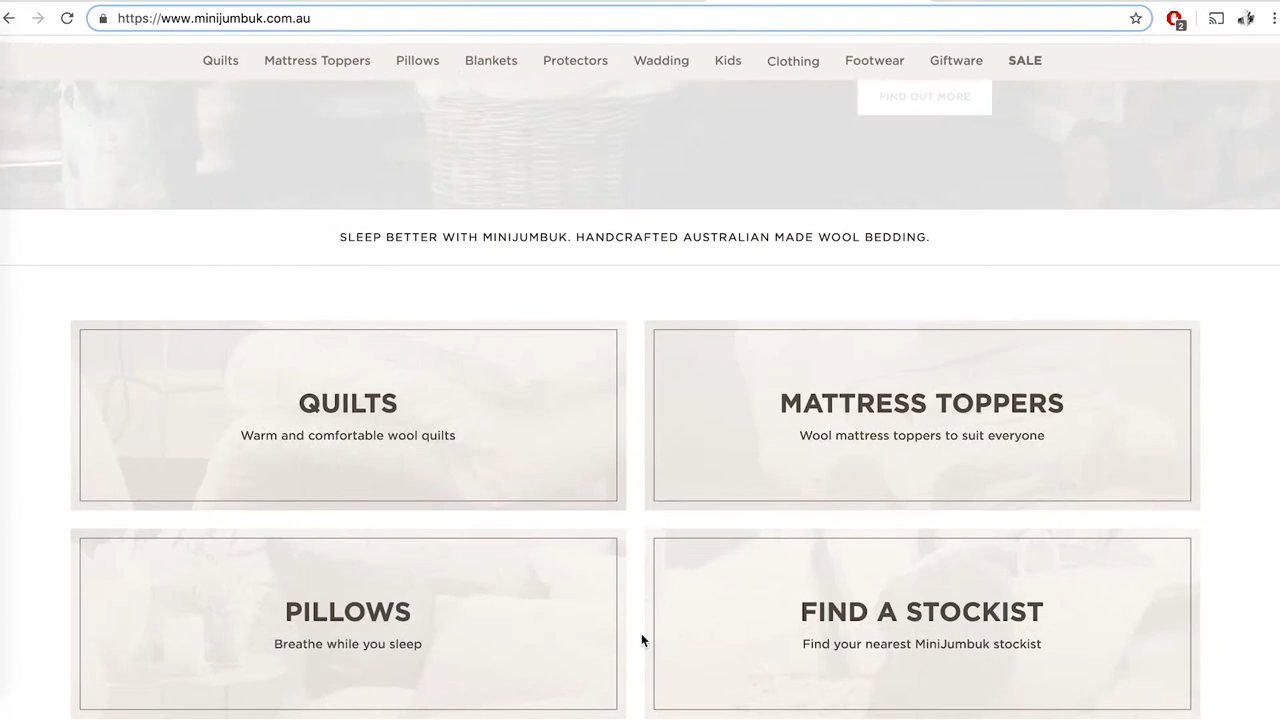 https://www.minijumbuk.com.au
2
Quilts Mattress Toppers Pillows Blankets Protectors Wadding Kids Clothing Footwear Giftware SALE
FIND OUT MORE
SLEEP BETTER WITH MINIJUMBUK. HANDCRAFTED AUSTRALIAN MADE WOOL BEDDING.
QUILTS
Warm and comfortable wool quilts
MATTRESS TOPPERS
Wool mattress toppers to suit everyone
PILLOWS
Breathe while you sleep
FIND A STOCKIST
Find your nearest MiniJumbuk stockist